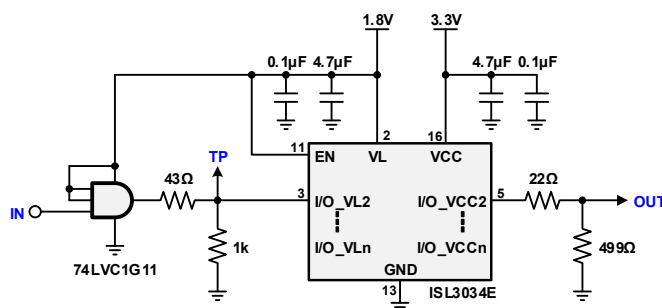 1.8V 3.3V
0.1µF 4.7µF 4.7µF 0.1µF
2 16
11 EN VL VCC
TP
43Ω 3 I/O_VL2 I/O_VCC2 5 22Ω OUT
IN
I/O_VLn I/O_VCCn
1k 499Ω
GND
74LVC1G11 13 ISL3034E